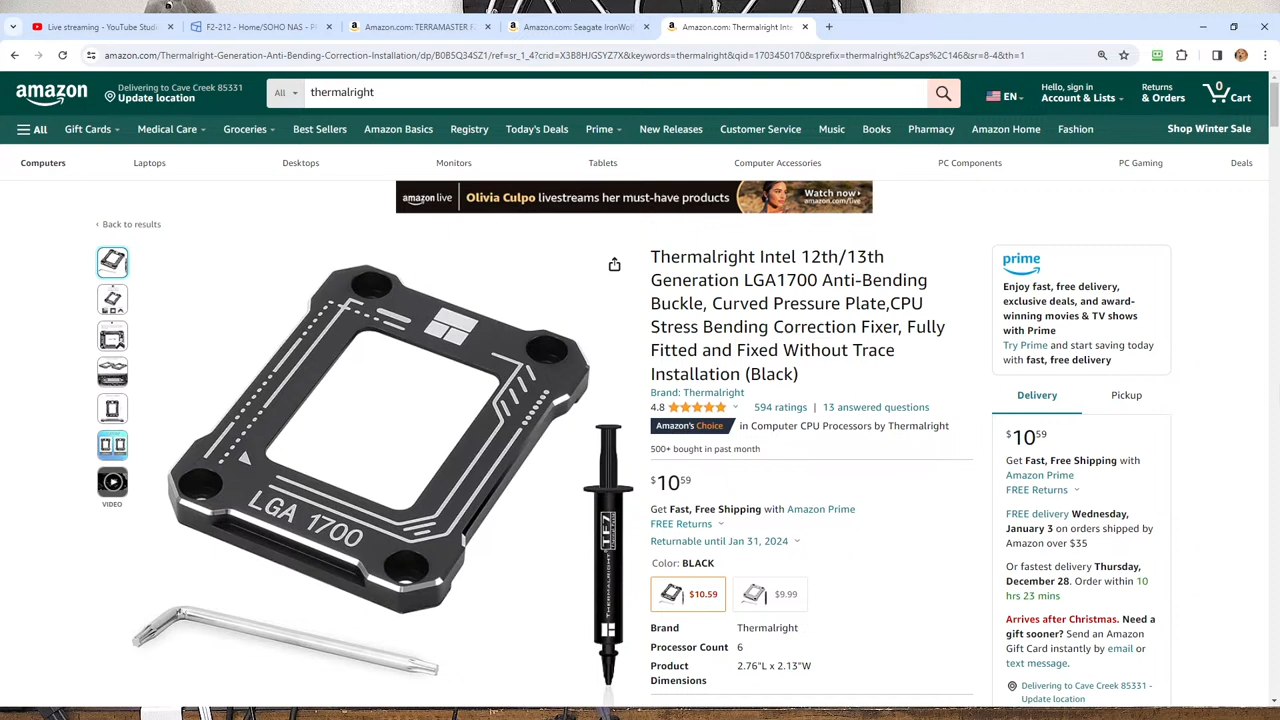 Livestreaming - YouTube Stud
F2-212 - Home/SOHO NAS - P
Amazon.com: TERRAMASTER F
Amazon.com: Seagate IronWolf
Amazon.com: Thermalright Inte
amazon.com/Thermalright-Generation-Anti-Bending-Correction-Installation/dp/B0B5Q34SZ1/ref=sr_1_4?crid=X3B8HJGSYZ7X&keywords=thermalright&qid=1703450170&sprefix=thermalright%2Caps%2C146&sr=8-4&th=1
amazon
Delivering to Cave Creek 85331
Update location
All
thermalright
EN
Hello, sign in
Account & Lists
Returns
& Orders
0
Cart
All
Gift Cards
Medical Care
Groceries
Best Sellers
Amazon Basics
Registry
Today's Deals
Prime
New Releases
Customer Service
Music
Books
Pharmacy
Amazon Home
Fashion
Shop Winter Sale
Computers
Laptops
Desktops
Monitors
Tablets
Computer Accessories
PC Components
PC Gaming
Deals
amazon live
Olivia Culpo livestreams her must-have products
Watch now
amazon.com/live
‹ Back to results
LGA 1700
THERMALRIGHT TF7
VIDEO
Thermalright Intel 12th/13th
Generation LGA1700 Anti-Bending
Buckle, Curved Pressure Plate,CPU
Stress Bending Correction Fixer, Fully
Fitted and Fixed Without Trace
Installation (Black)
Brand: Thermalright
4.8
594 ratings | 13 answered questions
Amazon's Choice
in Computer CPU Processors by Thermalright
500+ bought in past month
$1059
Get Fast, Free Shipping with Amazon Prime
FREE Returns
Returnable until Jan 31, 2024
Color: BLACK
$10.59
$9.99
Brand Thermalright
Processor Count 6
Product Dimensions 2.76"L x 2.13"W
prime
Enjoy fast, free delivery,
exclusive deals, and award-
winning movies & TV shows
with Prime
Try Prime and start saving today
with fast, free delivery
Delivery
Pickup
$1059
Get Fast, Free Shipping with
Amazon Prime
FREE Returns
FREE delivery Wednesday,
January 3 on orders shipped by
Amazon over $35
Or fastest delivery Thursday,
December 28. Order within 10
hrs 23 mins
Arrives after Christmas. Need a
gift sooner? Send an Amazon
Gift Card instantly by email or
text message.
Delivering to Cave Creek 85331 -
Update location